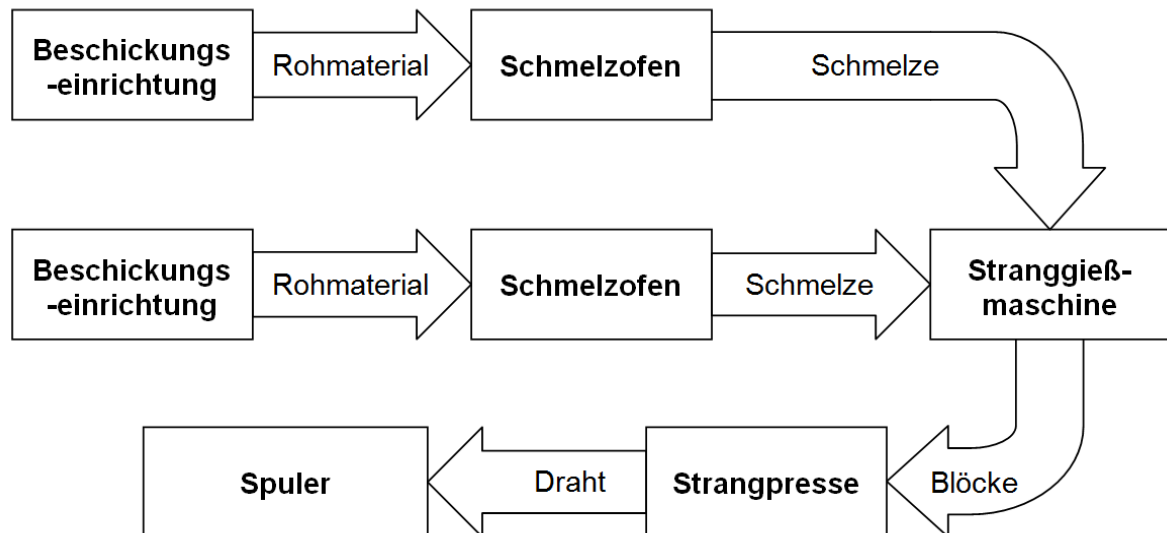 Beschickungs
-einrichtung
Rohmaterial
Schmelzofen
Schmelze
Beschickungs
-einrichtung
Rohmaterial
Schmelzofen
Schmelze
Stranggieß-
maschine
Spuler
Draht
Strangpresse
Blöcke